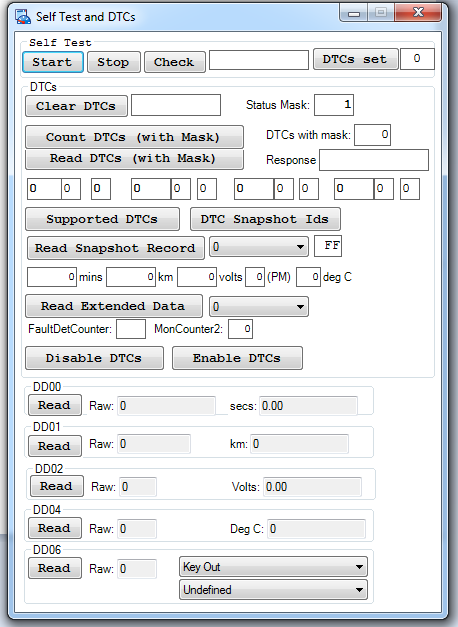 Self Test and DTCs
Self Test
Start Stop Check DTCs set 0
DTCs
Clear DTCs Status Mask: 1
Count DTCs (with Mask) DTCs with mask: 0
Read DTCs (with Mask) Response
0 0 0 0 0 0 0 0 0 0 0 0
Supported DTCs DTC Snapshot Ids
Read Snapshot Record 0 FF
0 mins 0 km 0 volts 0 (PM) 0 deg C
Read Extended Data 0
FaultDetCounter: MonCounter2: 0
Disable DTCs Enable DTCs
DD00
Read Raw: 0 secs: 0.00
DD01
Read Raw: 0 km: 0
DD02
Read Raw: 0 Volts: 0.00
DD04
Read Raw: 0 Deg C: 0
DD06
Read Raw: 0 Key Out
Undefined